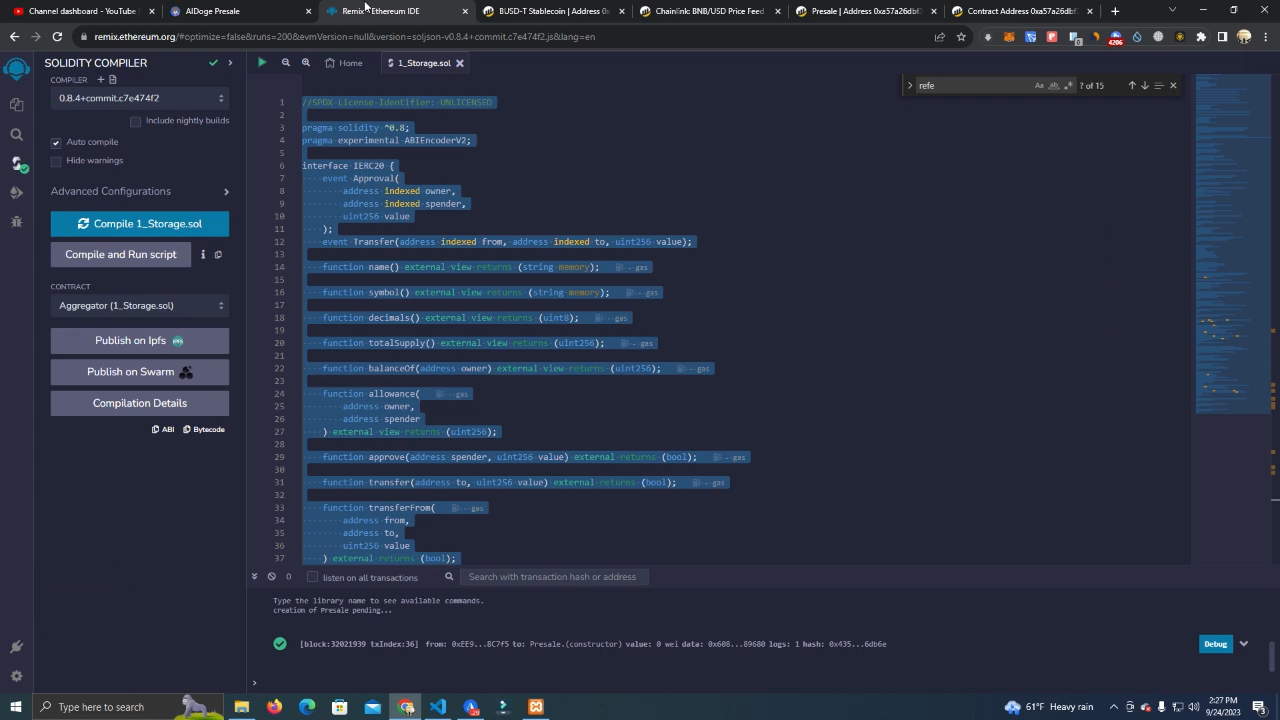 Channel dashboard - YouTube
AIDoge Presale
Remix - Ethereum IDE
BUSD-T Stablecoin | Address 0x
Chainlink: BNB/USD Price Feed
Presale | Address 0xa57a26dbf
Contract Address 0xa57a26dbf3
remix.ethereum.org/#optimize=false&runs=200&evmVersion=null&version=soljson-v0.8.4+commit.c7e474f2.js&lang=en
4206
SOLIDITY COMPILER
COMPILER
0.8.4+commit.c7e474f2
Include nightly builds
Auto compile
Hide warnings
Advanced Configurations
Compile 1_Storage.sol
Compile and Run script
CONTRACT
Aggregator (1_Storage.sol)
Publish on Ipfs
Publish on Swarm
Compilation Details
ABI
Bytecode
Home
1_Storage.sol
refe
Aa
7 of 15
1 //SPDX-License-Identifier: UNLICENSED
2
3 pragma solidity ^0.8;
4 pragma experimental ABIEncoderV2;
5
6 interface IERC20 {
7 event Approval(
8 address indexed owner,
9 address indexed spender,
10 uint256 value
11 );
12 event Transfer(address indexed from, address indexed to, uint256 value);
13
14 function name() external view returns (string memory); - gas
15
16 function symbol() external view returns (string memory); - gas
17
18 function decimals() external view returns (uint8); - gas
19
20 function totalSupply() external view returns (uint256); - gas
21
22 function balanceOf(address owner) external view returns (uint256); - gas
23
24 function allowance( - gas
25 address owner,
26 address spender
27 ) external view returns (uint256);
28
29 function approve(address spender, uint256 value) external returns (bool); - gas
30
31 function transfer(address to, uint256 value) external returns (bool); - gas
32
33 function transferFrom( - gas
34 address from,
35 address to,
36 uint256 value
37 ) external returns (bool);
0
listen on all transactions
Search with transaction hash or address
Type the library name to see available commands.
creation of Presale pending...
[block:32021939 txIndex:36] from: 0xEE9...8C7f5 to: Presale.(constructor) value: 0 wei data: 0x608...89680 logs: 1 hash: 0x435...6db6e
Debug
>
Type here to search
61°F Heavy rain
2:27 PM
9/24/2023